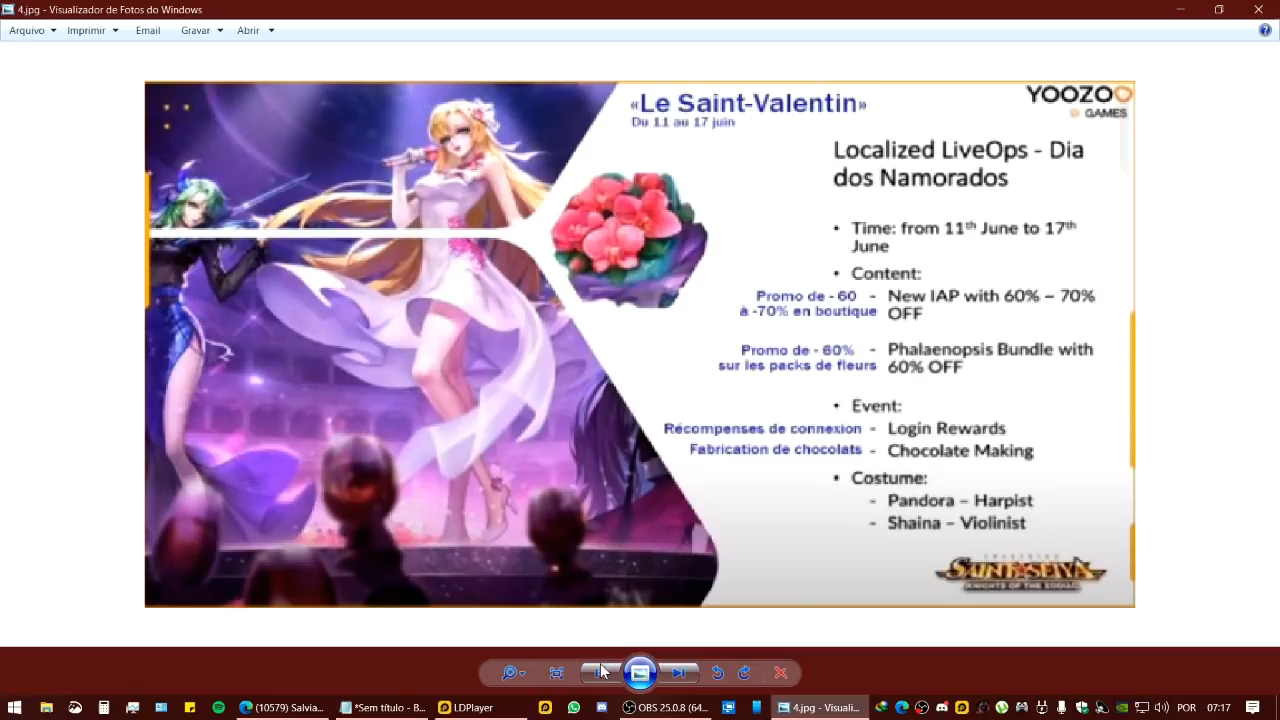 4.jpg - Visualizador de Fotos do Windows
Arquivo Imprimir Email Gravar Abrir
«Le Saint-Valentin»
Du 11 au 17 juin
YOOZOO
GAMES
Localized LiveOps - Dia
dos Namorados
• Time: from 11th June to 17th
June
• Content:
Promo de - 60 - New IAP with 60% ~ 70%
à -70% en boutique OFF
Promo de - 60% - Phalaenopsis Bundle with
sur les packs de fleurs 60% OFF
• Event:
Récompenses de connexion - Login Rewards
Fabrication de chocolats - Chocolate Making
• Costume:
- Pandora – Harpist
- Shaina – Violinist
SAINT SEIYA
KNIGHTS OF THE ZODIAC
(10579) Salvia... *Sem título - B... LDPlayer OBS 25.0.8 (64... 4.jpg - Visuali... POR 07:17